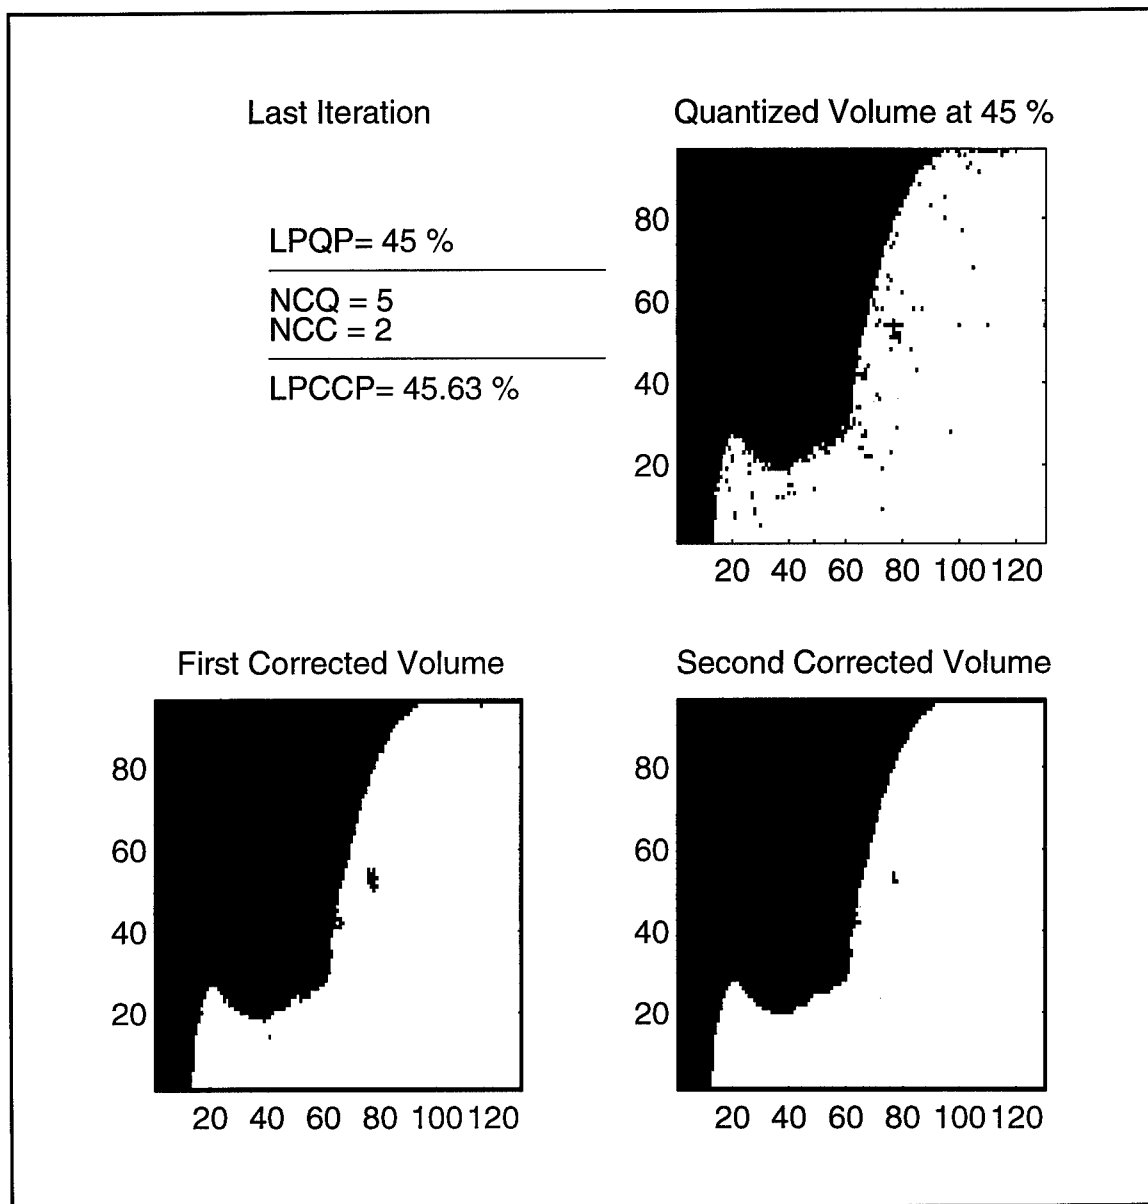 Last Iteration
Quantized Volume at 45 %
LPQP= 45 %
NCQ = 5
NCC = 2
LPCCP= 45.63 %
80
60
40
20
20 40 60 80 100 120
First Corrected Volume
80
60
40
20
20 40 60 80 100 120
Second Corrected Volume
80
60
40
20
20 40 60 80 100 120